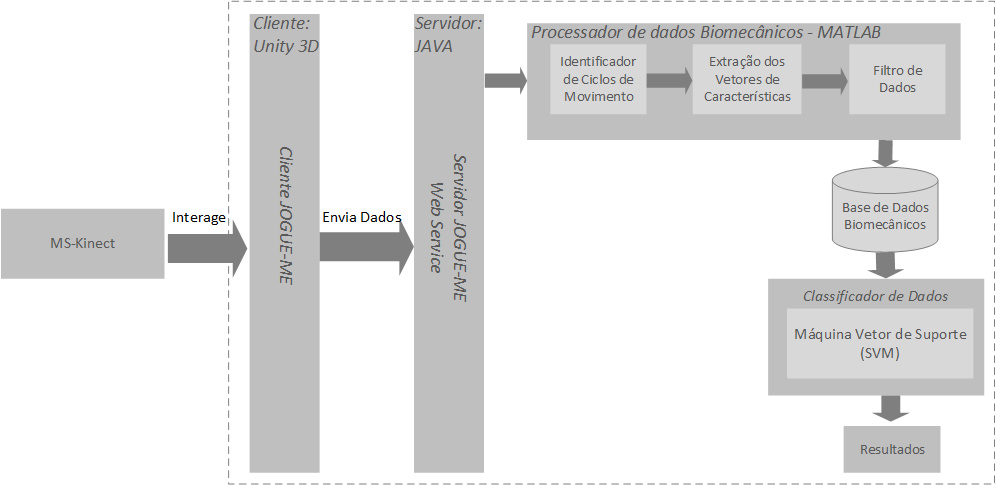 Cliente:
Unity 3D
Servidor:
JAVA
Processador de dados Biomecânicos - MATLAB
Identificador
de Ciclos de
Movimento
Extração dos
Vetores de
Características
Filtro de
Dados
MS-Kinect
Interage
Cliente JOGUE-ME
Envia Dados
Servidor JOGUE-ME
Web Service
Base de Dados
Biomecânicos
Classificador de Dados
Máquina Vetor de Suporte
(SVM)
Resultados